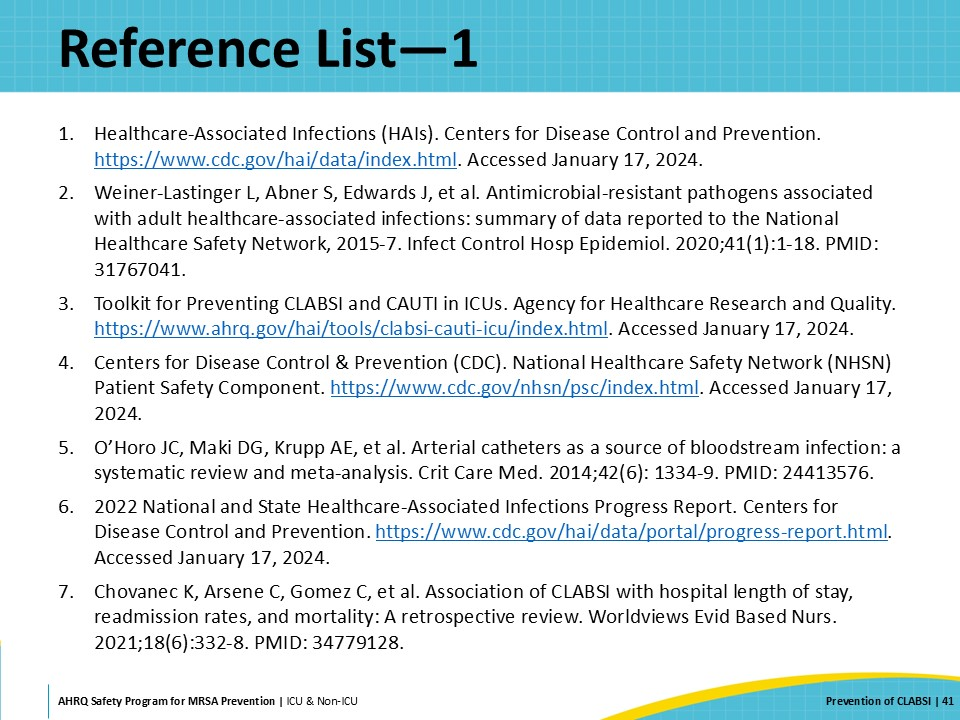 Reference List—1
1. Healthcare-Associated Infections (HAIs). Centers for Disease Control and Prevention.
https://www.cdc.gov/hai/data/index.html. Accessed January 17, 2024.
2. Weiner-Lastinger L, Abner S, Edwards J, et al. Antimicrobial-resistant pathogens associated
with adult healthcare-associated infections: summary of data reported to the National
Healthcare Safety Network, 2015-7. Infect Control Hosp Epidemiol. 2020;41(1):1-18. PMID:
31767041.
3. Toolkit for Preventing CLABSI and CAUTI in ICUs. Agency for Healthcare Research and Quality.
https://www.ahrq.gov/hai/tools/clabsi-cauti-icu/index.html. Accessed January 17, 2024.
4. Centers for Disease Control & Prevention (CDC). National Healthcare Safety Network (NHSN)
Patient Safety Component. https://www.cdc.gov/nhsn/psc/index.html. Accessed January 17,
2024.
5. O’Horo JC, Maki DG, Krupp AE, et al. Arterial catheters as a source of bloodstream infection: a
systematic review and meta-analysis. Crit Care Med. 2014;42(6): 1334-9. PMID: 24413576.
6. 2022 National and State Healthcare-Associated Infections Progress Report. Centers for
Disease Control and Prevention. https://www.cdc.gov/hai/data/portal/progress-report.html.
Accessed January 17, 2024.
7. Chovanec K, Arsene C, Gomez C, et al. Association of CLABSI with hospital length of stay,
readmission rates, and mortality: A retrospective review. Worldviews Evid Based Nurs.
2021;18(6):332-8. PMID: 34779128.
AHRQ Safety Program for MRSA Prevention | ICU & Non-ICU
Prevention of CLABSI | 41